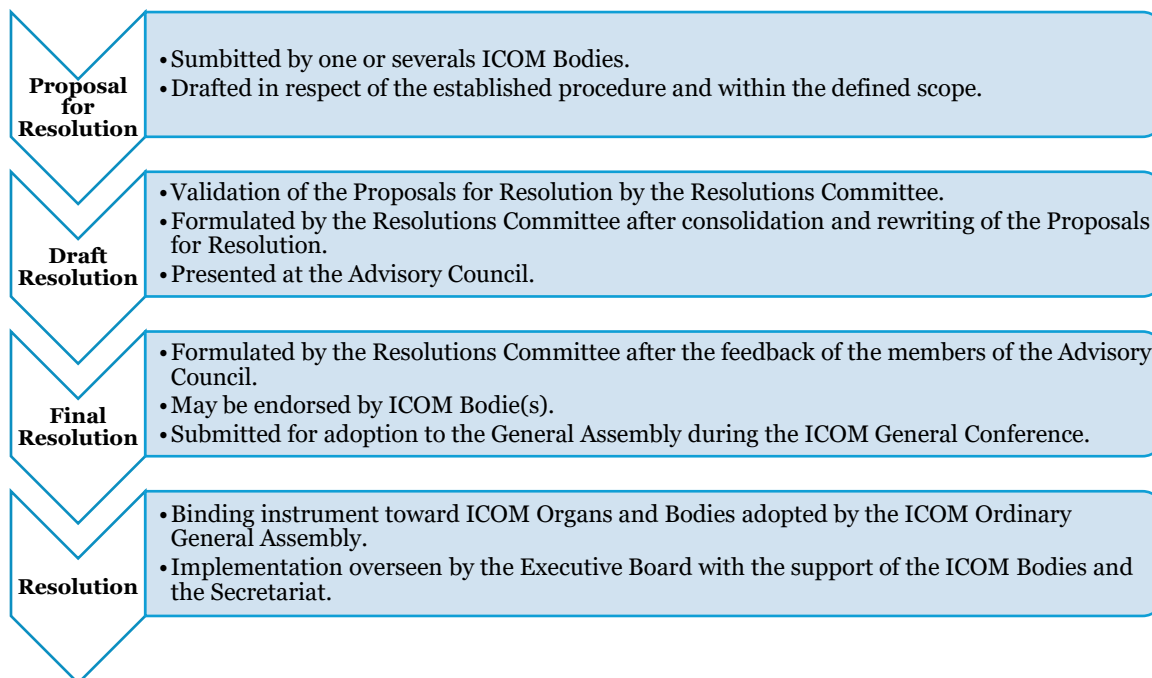 Proposal
for
Resolution
•Sumbitted by one or severals ICOM Bodies.
•Drafted in respect of the established procedure and within the defined scope.
Draft
Resolution
•Validation of the Proposals for Resolution by the Resolutions Committee.
•Formulated by the Resolutions Committee after consolidation and rewriting of the Proposals
for Resolution.
•Presented at the Advisory Council.
Final
Resolution
•Formulated by the Resolutions Committee after the feedback of the members of the Advisory
Council.
•May be endorsed by ICOM Bodie(s).
•Submitted for adoption to the General Assembly during the ICOM General Conference.
Resolution
•Binding instrument toward ICOM Organs and Bodies adopted by the ICOM Ordinary
General Assembly.
•Implementation overseen by the Executive Board with the support of the ICOM Bodies and
the Secretariat.